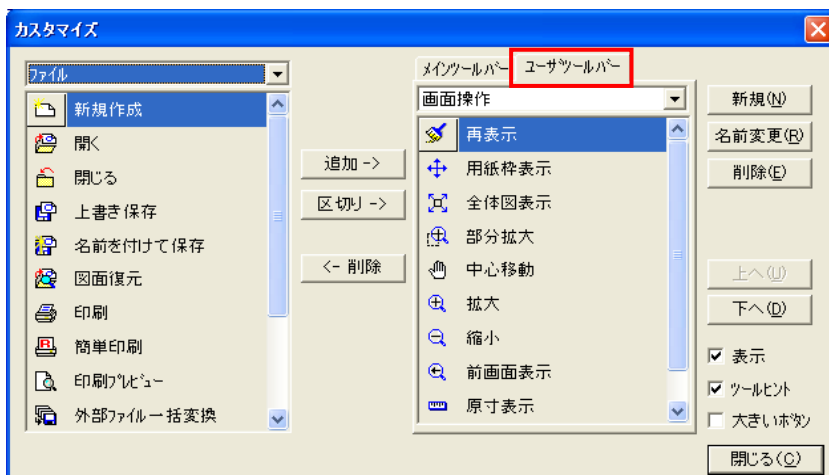 カスタマイズ
ファイル
新規作成
開く
閉じる
上書き保存
名前を付けて保存
図面復元
印刷
簡単印刷
印刷プレビュー
外部ファイル一括変換
追加 ->
区切り ->
<- 削除
メインツールバー
ユーザツールバー
画面操作
再表示
用紙枠表示
全体図表示
部分拡大
中心移動
拡大
縮小
前画面表示
原寸表示
新規(N)
名前変更(R)
削除(E)
上へ(U)
下へ(D)
表示
ツールヒント
大きいボタン
閉じる(C)